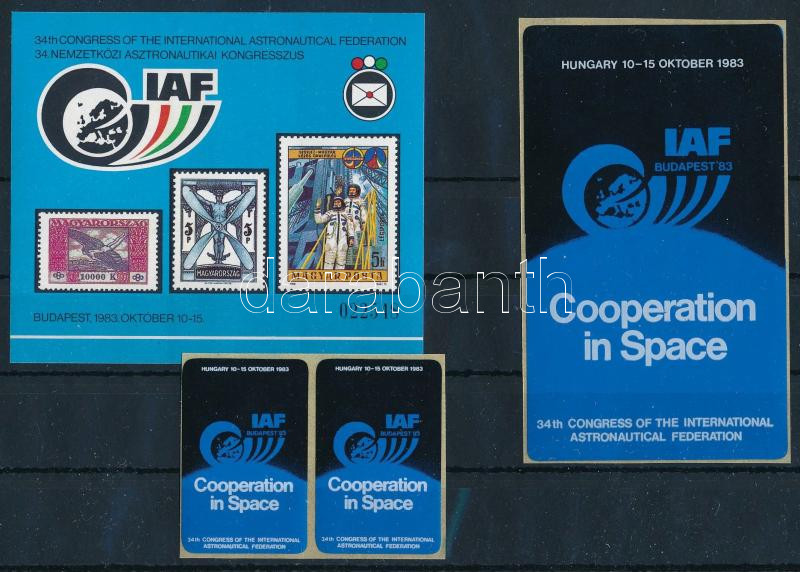 34th CONGRESS OF THE INTERNATIONAL ASTRONAUTICAL FEDERATION
34. NEMZETKÖZI ASZTRONAUTIKAI KONGRESSZUS
IAF
MAGYARORSZÁG
10000 K
5 P
5 P
MAGYARORSZÁG
LÉGIPOSTA
5Ft
MAGYAR POSTA
BUDAPEST, 1983. OKTOBER 10-15.
HUNGARY 10-15 OKTOBER 1983
IAF
BUDAPEST '83
Cooperation
in Space
34th CONGRESS OF THE INTERNATIONAL
ASTRONAUTICAL FEDERATION
HUNGARY 10-15 OKTOBER 1983
IAF
BUDAPEST '83
Cooperation
in Space
34th CONGRESS OF THE INTERNATIONAL
ASTRONAUTICAL FEDERATION
HUNGARY 10-15 OKTOBER 1983
IAF
BUDAPEST '83
Cooperation
in Space
34th CONGRESS OF THE INTERNATIONAL
ASTRONAUTICAL FEDERATION
darabanth